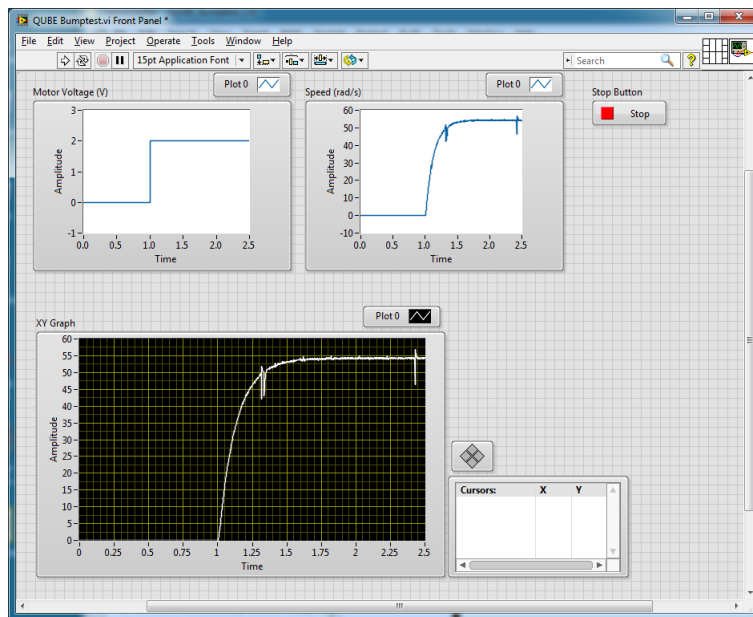 QUBE Bumptest.vi Front Panel *
File Edit View Project Operate Tools Window Help
15pt Application Font
Search
?
Plot 0
Motor Voltage (V)
3
2
1
0
-1
Amplitude
0.0 0.5 1.0 1.5 2.0 2.5
Time
Plot 0
Speed (rad/s)
60
50
40
30
20
10
0
-10
Amplitude
0.0 0.5 1.0 1.5 2.0 2.5
Time
Stop Button
Stop
Plot 0
XY Graph
60
55
50
45
40
35
30
25
20
15
10
5
0
Amplitude
0 0.25 0.5 0.75 1 1.25 1.5 1.75 2 2.25 2.5
Time
Cursors: X Y